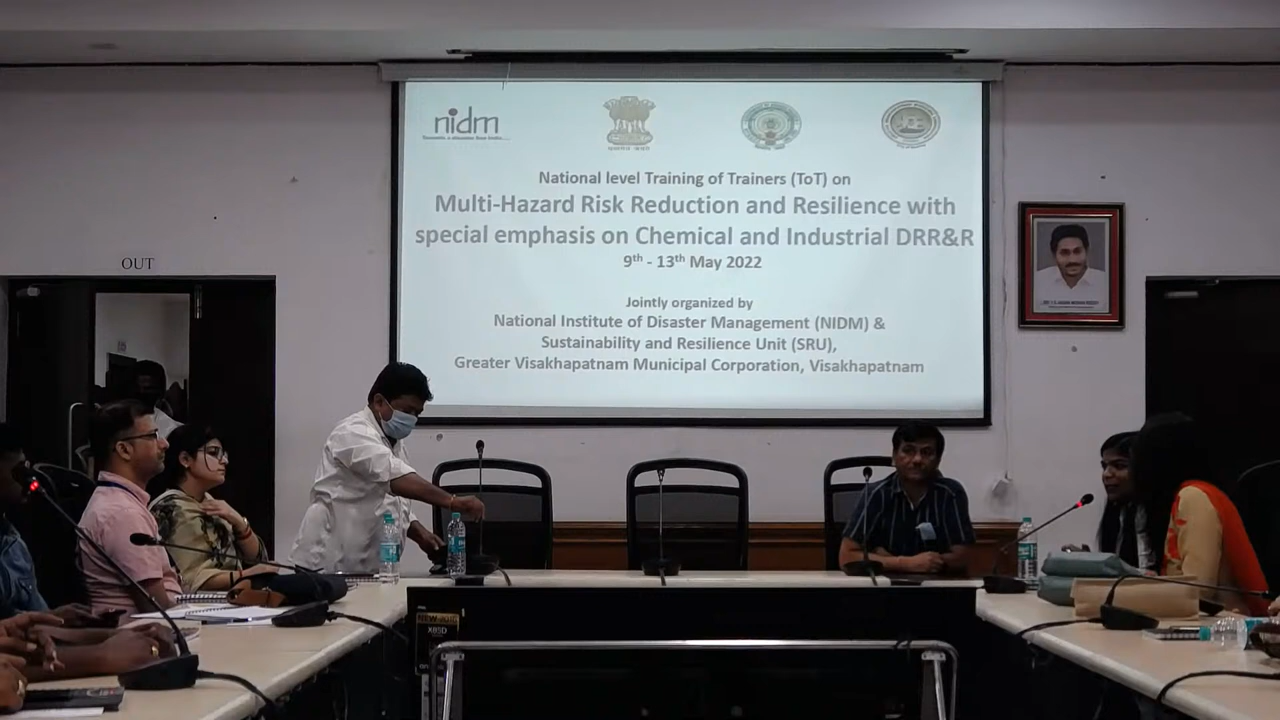 nidm
National level Training of Trainers (ToT) on
Multi-Hazard Risk Reduction and Resilience with
special emphasis on Chemical and Industrial DRR&R
9th - 13th May 2022
Jointly organized by
National Institute of Disaster Management (NIDM) &
Sustainability and Resilience Unit (SRU),
Greater Visakhapatnam Municipal Corporation, Visakhapatnam
OUT
X85D